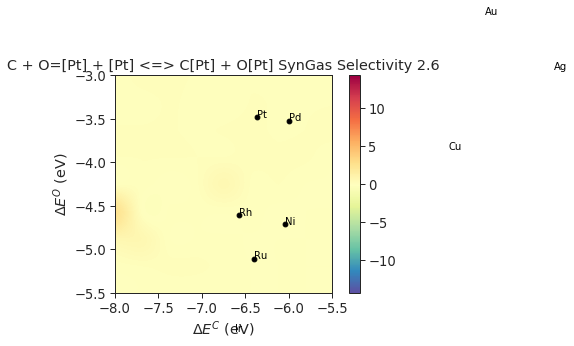 Au
C + O=[Pt] + [Pt] <=> C[Pt] + O[Pt] SynGas Selectivity 2.6
Ag
−3.0
−3.5
−4.0
−4.5
−5.0
−5.5
ΔE^O (eV)
Pt
Pd
Rh
Ni
Ru
Cu
10
5
0
−5
−10
−8.0 −7.5 −7.0 −6.5 −6.0 −5.5
ΔE^C (eV)
Ir